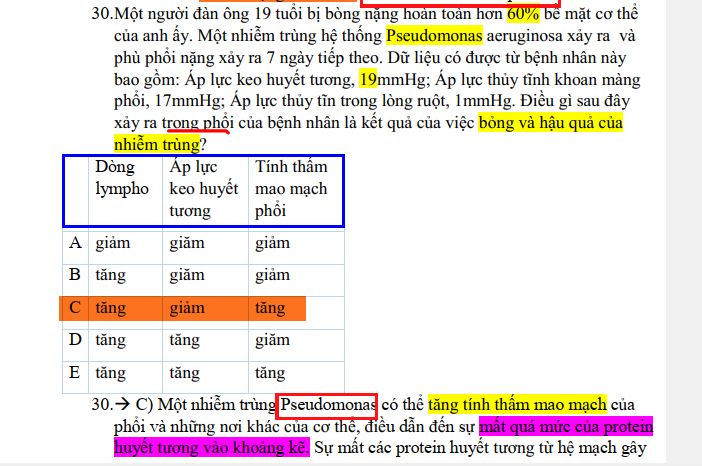 30.Một người đàn ông 19 tuổi bị bỏng nặng hoàn toàn hơn 60% bề mặt cơ thể
của anh ấy. Một nhiễm trùng hệ thống Pseudomonas aeruginosa xảy ra và
phù phổi nặng xảy ra 7 ngày tiếp theo. Dữ liệu có được từ bệnh nhân này
bao gồm: Áp lực keo huyết tương, 19mmHg; Áp lực thủy tĩnh khoan màng
phổi, 17mmHg; Áp lực thủy tĩn trong lòng ruột, 1mmHg. Điều gì sau đây
xảy ra trong phổi của bệnh nhân là kết quả của việc bỏng và hậu quả của
nhiễm trùng?
Dòng Áp lực Tính thấm
lympho keo huyết mao mạch
tương phổi
A giảm giăm giảm
B tăng giăm giảm
C tăng giảm tăng
D tăng tăng giăm
E tăng tăng tăng
30.→ C) Một nhiễm trùng Pseudomonas có thể tăng tính thấm mao mạch của
phổi và những nơi khác của cơ thể, điều dẫn đến sự mất quá mức của protein
huyết tương vào khoảng kẽ. Sự mất các protein huyết tương từ hệ mạch gây